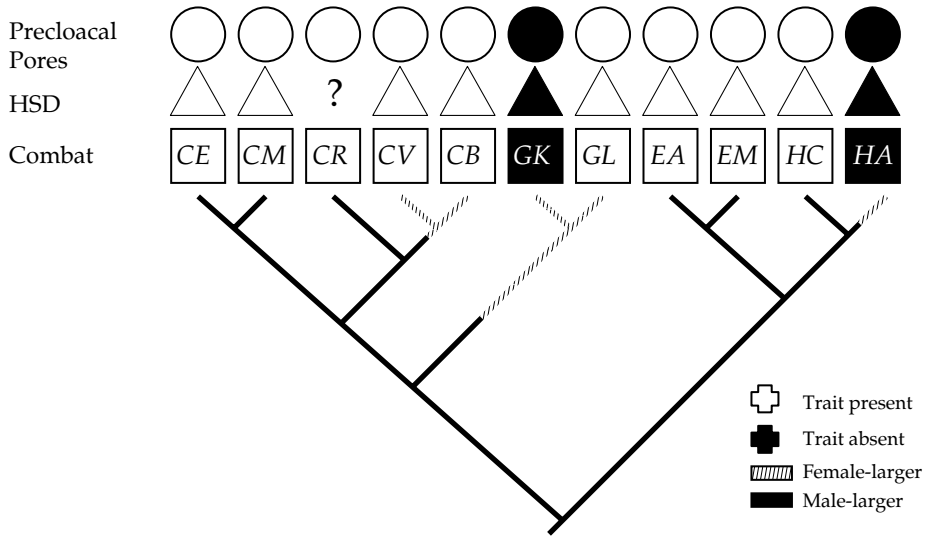 Precloacal
Pores
HSD
?
Combat
CE CM CR CV CB GK GL EA EM HC HA
Trait present
Trait absent
Female-larger
Male-larger